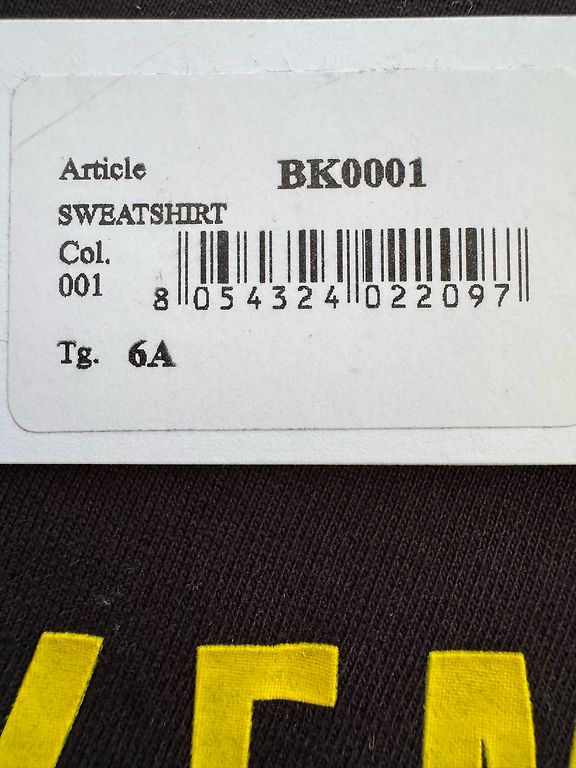 Article BK0001
SWEATSHIRT
Col.
001
8 054324 022097
Tg. 6A